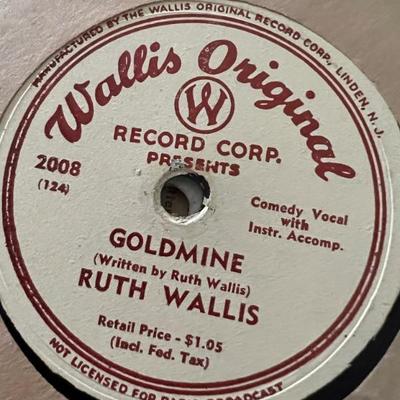 MANUFACTURED BY THE WALLIS ORIGINAL RECORD CORP., LINDEN, N. J.
Wallis Original
W
RECORD CORP.
PRESENTS
2008
(124)
Comedy Vocal
with
Instr. Accomp.
GOLDMINE
(Written by Ruth Wallis)
RUTH WALLIS
Retail Price - $1.05
(Incl. Fed. Tax)
NOT LICENSED FOR RADIO BROADCAST